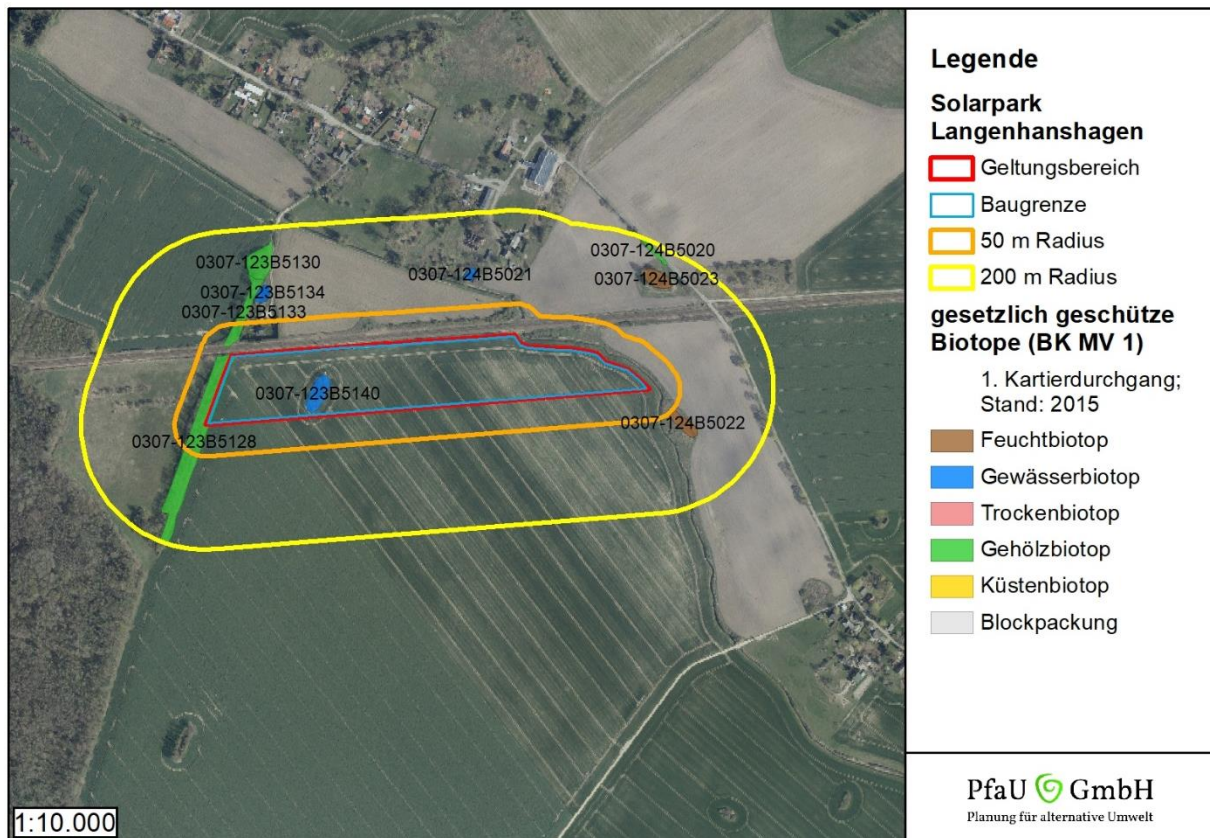 0307-123B5130
0307-123B5134
0307-123B5133
0307-124B5021
0307-124B5020
0307-124B5023
0307-123B5140
0307-123B5128
0307-124B5022
1:10.000
Legende
Solarpark
Langenhanshagen
Geltungsbereich
Baugrenze
50 m Radius
200 m Radius
gesetzlich geschütze
Biotope (BK MV 1)
1. Kartierdurchgang;
Stand: 2015
Feuchtbiotop
Gewässerbiotop
Trockenbiotop
Gehölzbiotop
Küstenbiotop
Blockpackung
PfaU GmbH
Planung für alternative Umwelt